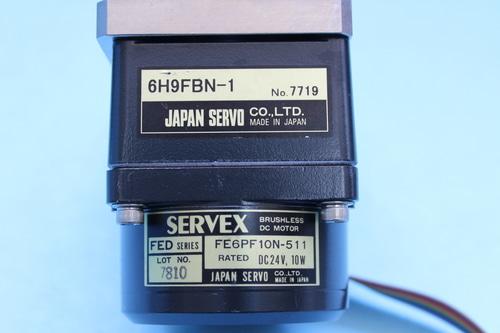 6H9FBN-1 No. 7719
JAPAN SERVO CO.,LTD.
MADE IN JAPAN
SERVEX BRUSHLESS
DC MOTOR
FED SERIES FE6PF10N-511
LOT NO. RATED DC24V, 10W
7810 JAPAN SERVO CO.,LTD.
MADE IN JAPAN